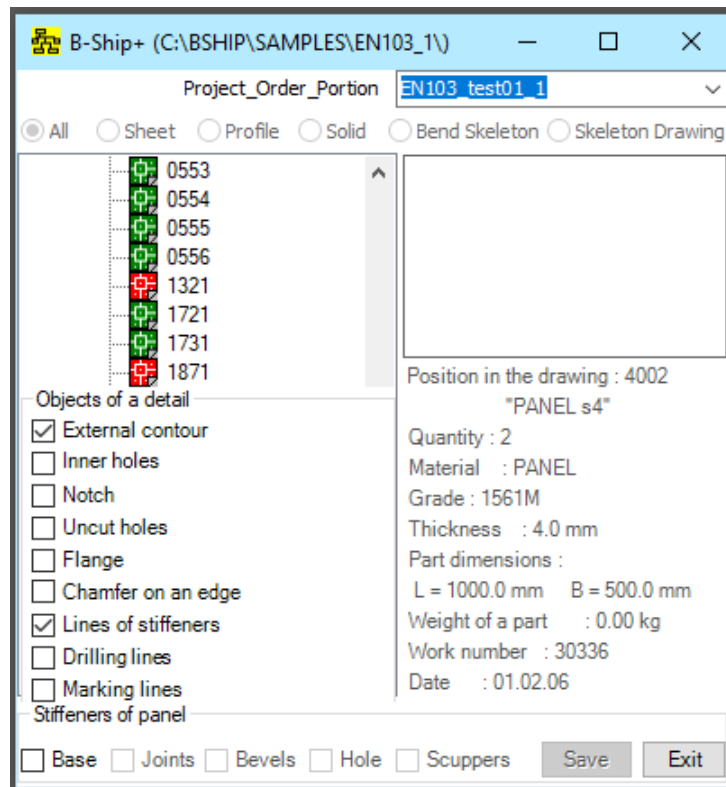 B-Ship+ (C:\BSHIP\SAMPLES\EN103_1\)
Project_Order_Portion EN103_test01_1
All Sheet Profile Solid Bend Skeleton Skeleton Drawing
0553
0554
0555
0556
1321
1721
1731
1871
Objects of a detail
External contour
Inner holes
Notch
Uncut holes
Flange
Chamfer on an edge
Lines of stiffeners
Drilling lines
Marking lines
Position in the drawing : 4002
"PANEL s4"
Quantity : 2
Material : PANEL
Grade : 1561M
Thickness : 4.0 mm
Part dimensions :
L = 1000.0 mm B = 500.0 mm
Weight of a part : 0.00 kg
Work number : 30336
Date : 01.02.06
Stiffeners of panel
Base Joints Bevels Hole Scuppers Save Exit